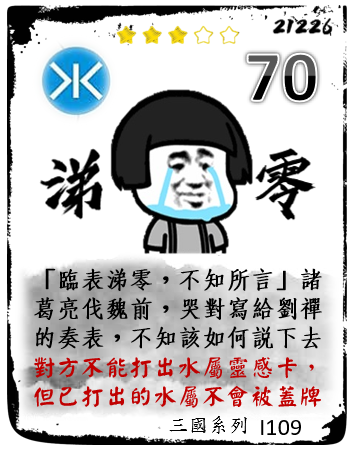 21226
70
涕零
「臨表涕零，不知所言」諸
葛亮伐魏前，哭對寫給劉禪
的奏表，不知該如何説下去
對方不能打出水屬靈感卡，
但已打出的水屬不會被蓋牌
三國系列 I109